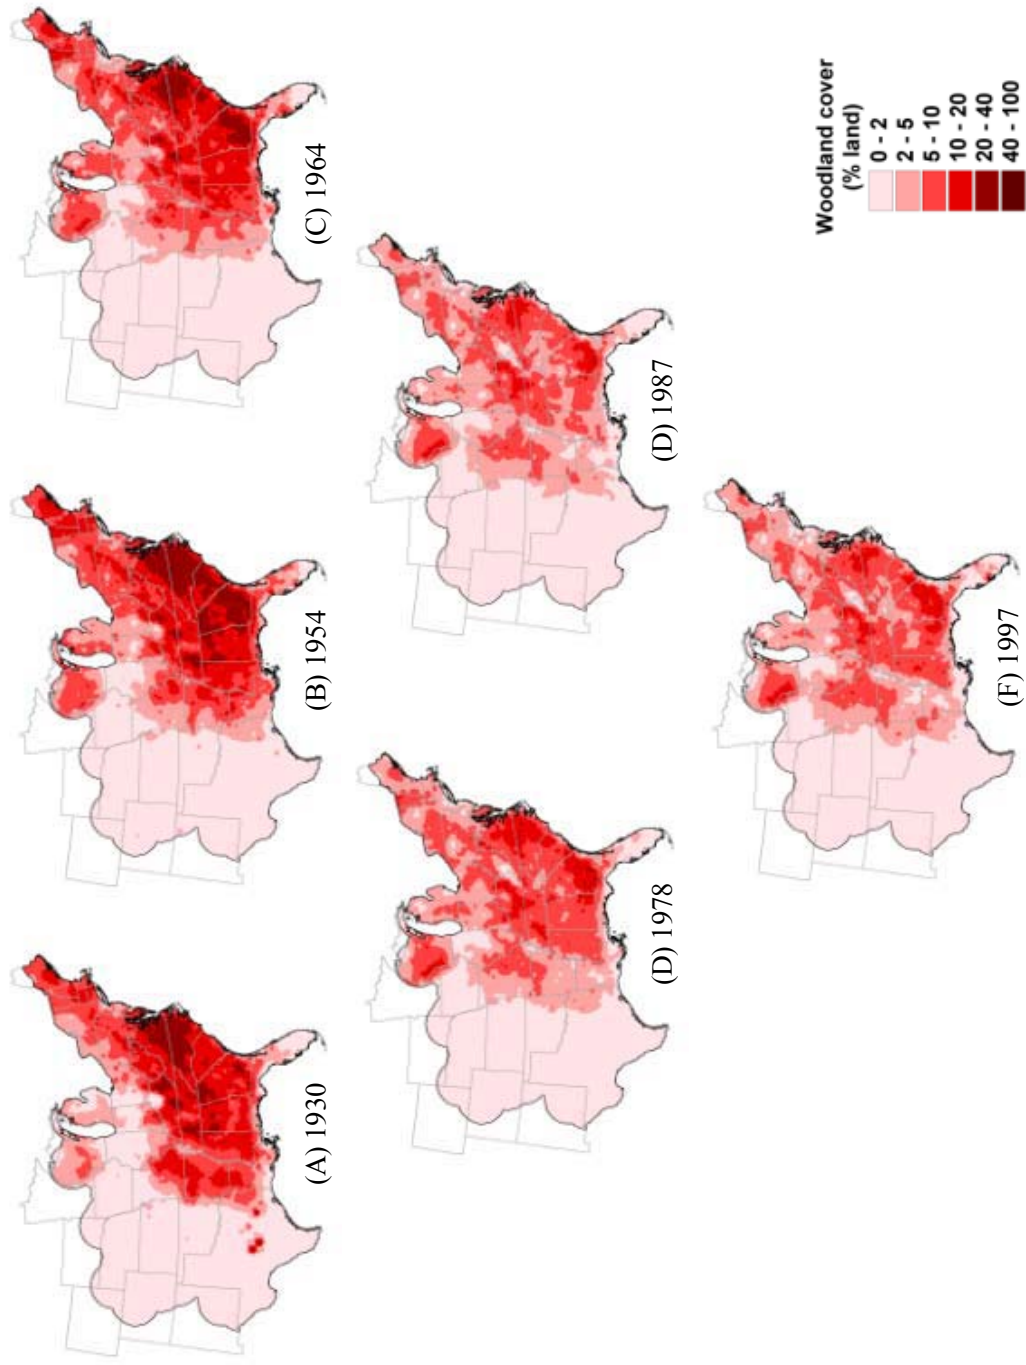 (A) 1930
(B) 1954
(C) 1964
(D) 1978
(D) 1987
(F) 1997
Woodland cover
(% land)
0 - 2
2 - 5
5 - 10
10 - 20
20 - 40
40 - 100